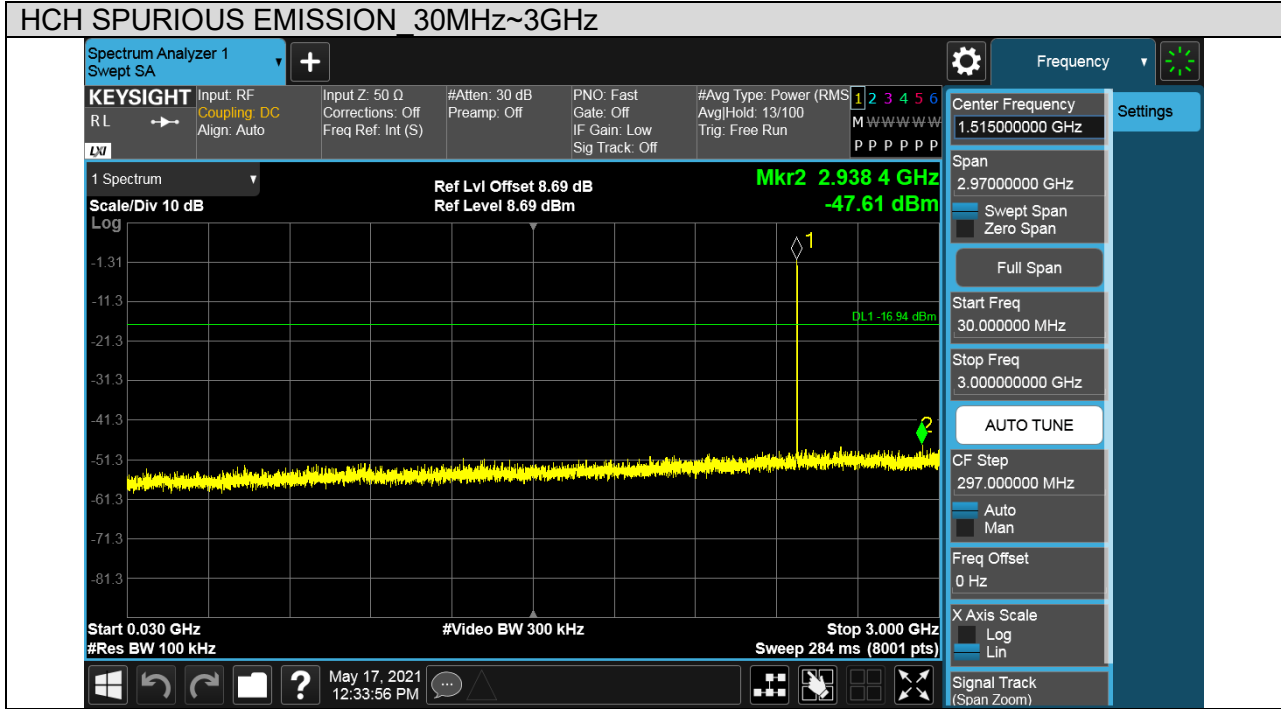 HCH SPURIOUS EMISSION_30MHz~3GHz
Spectrum Analyzer 1
Swept SA
Frequency
KEYSIGHT
RL
LXI
Input: RF
Coupling: DC
Align: Auto
Input Z: 50 Ω
Corrections: Off
Freq Ref: Int (S)
#Atten: 30 dB
Preamp: Off
PNO: Fast
Gate: Off
IF Gain: Low
Sig Track: Off
#Avg Type: Power (RMS
Avg|Hold: 13/100
Trig: Free Run
1 2 3 4 5 6
M W W W W W
P P P P P P
1 Spectrum
Scale/Div 10 dB
Ref Lvl Offset 8.69 dB
Ref Level 8.69 dBm
Mkr2 2.938 4 GHz
-47.61 dBm
Log
1
-1.31
-11.3
DL1 -16.94 dBm
-21.3
-31.3
-41.3
2
-51.3
-61.3
-71.3
-81.3
Start 0.030 GHz
#Video BW 300 kHz
Stop 3.000 GHz
#Res BW 100 kHz
Sweep 284 ms (8001 pts)
?
May 17, 2021
12:33:56 PM
Center Frequency
1.515000000 GHz
Settings
Span
2.97000000 GHz
Swept Span
Zero Span
Full Span
Start Freq
30.000000 MHz
Stop Freq
3.000000000 GHz
AUTO TUNE
CF Step
297.000000 MHz
Auto
Man
Freq Offset
0 Hz
X Axis Scale
Log
Lin
Signal Track
(Span Zoom)